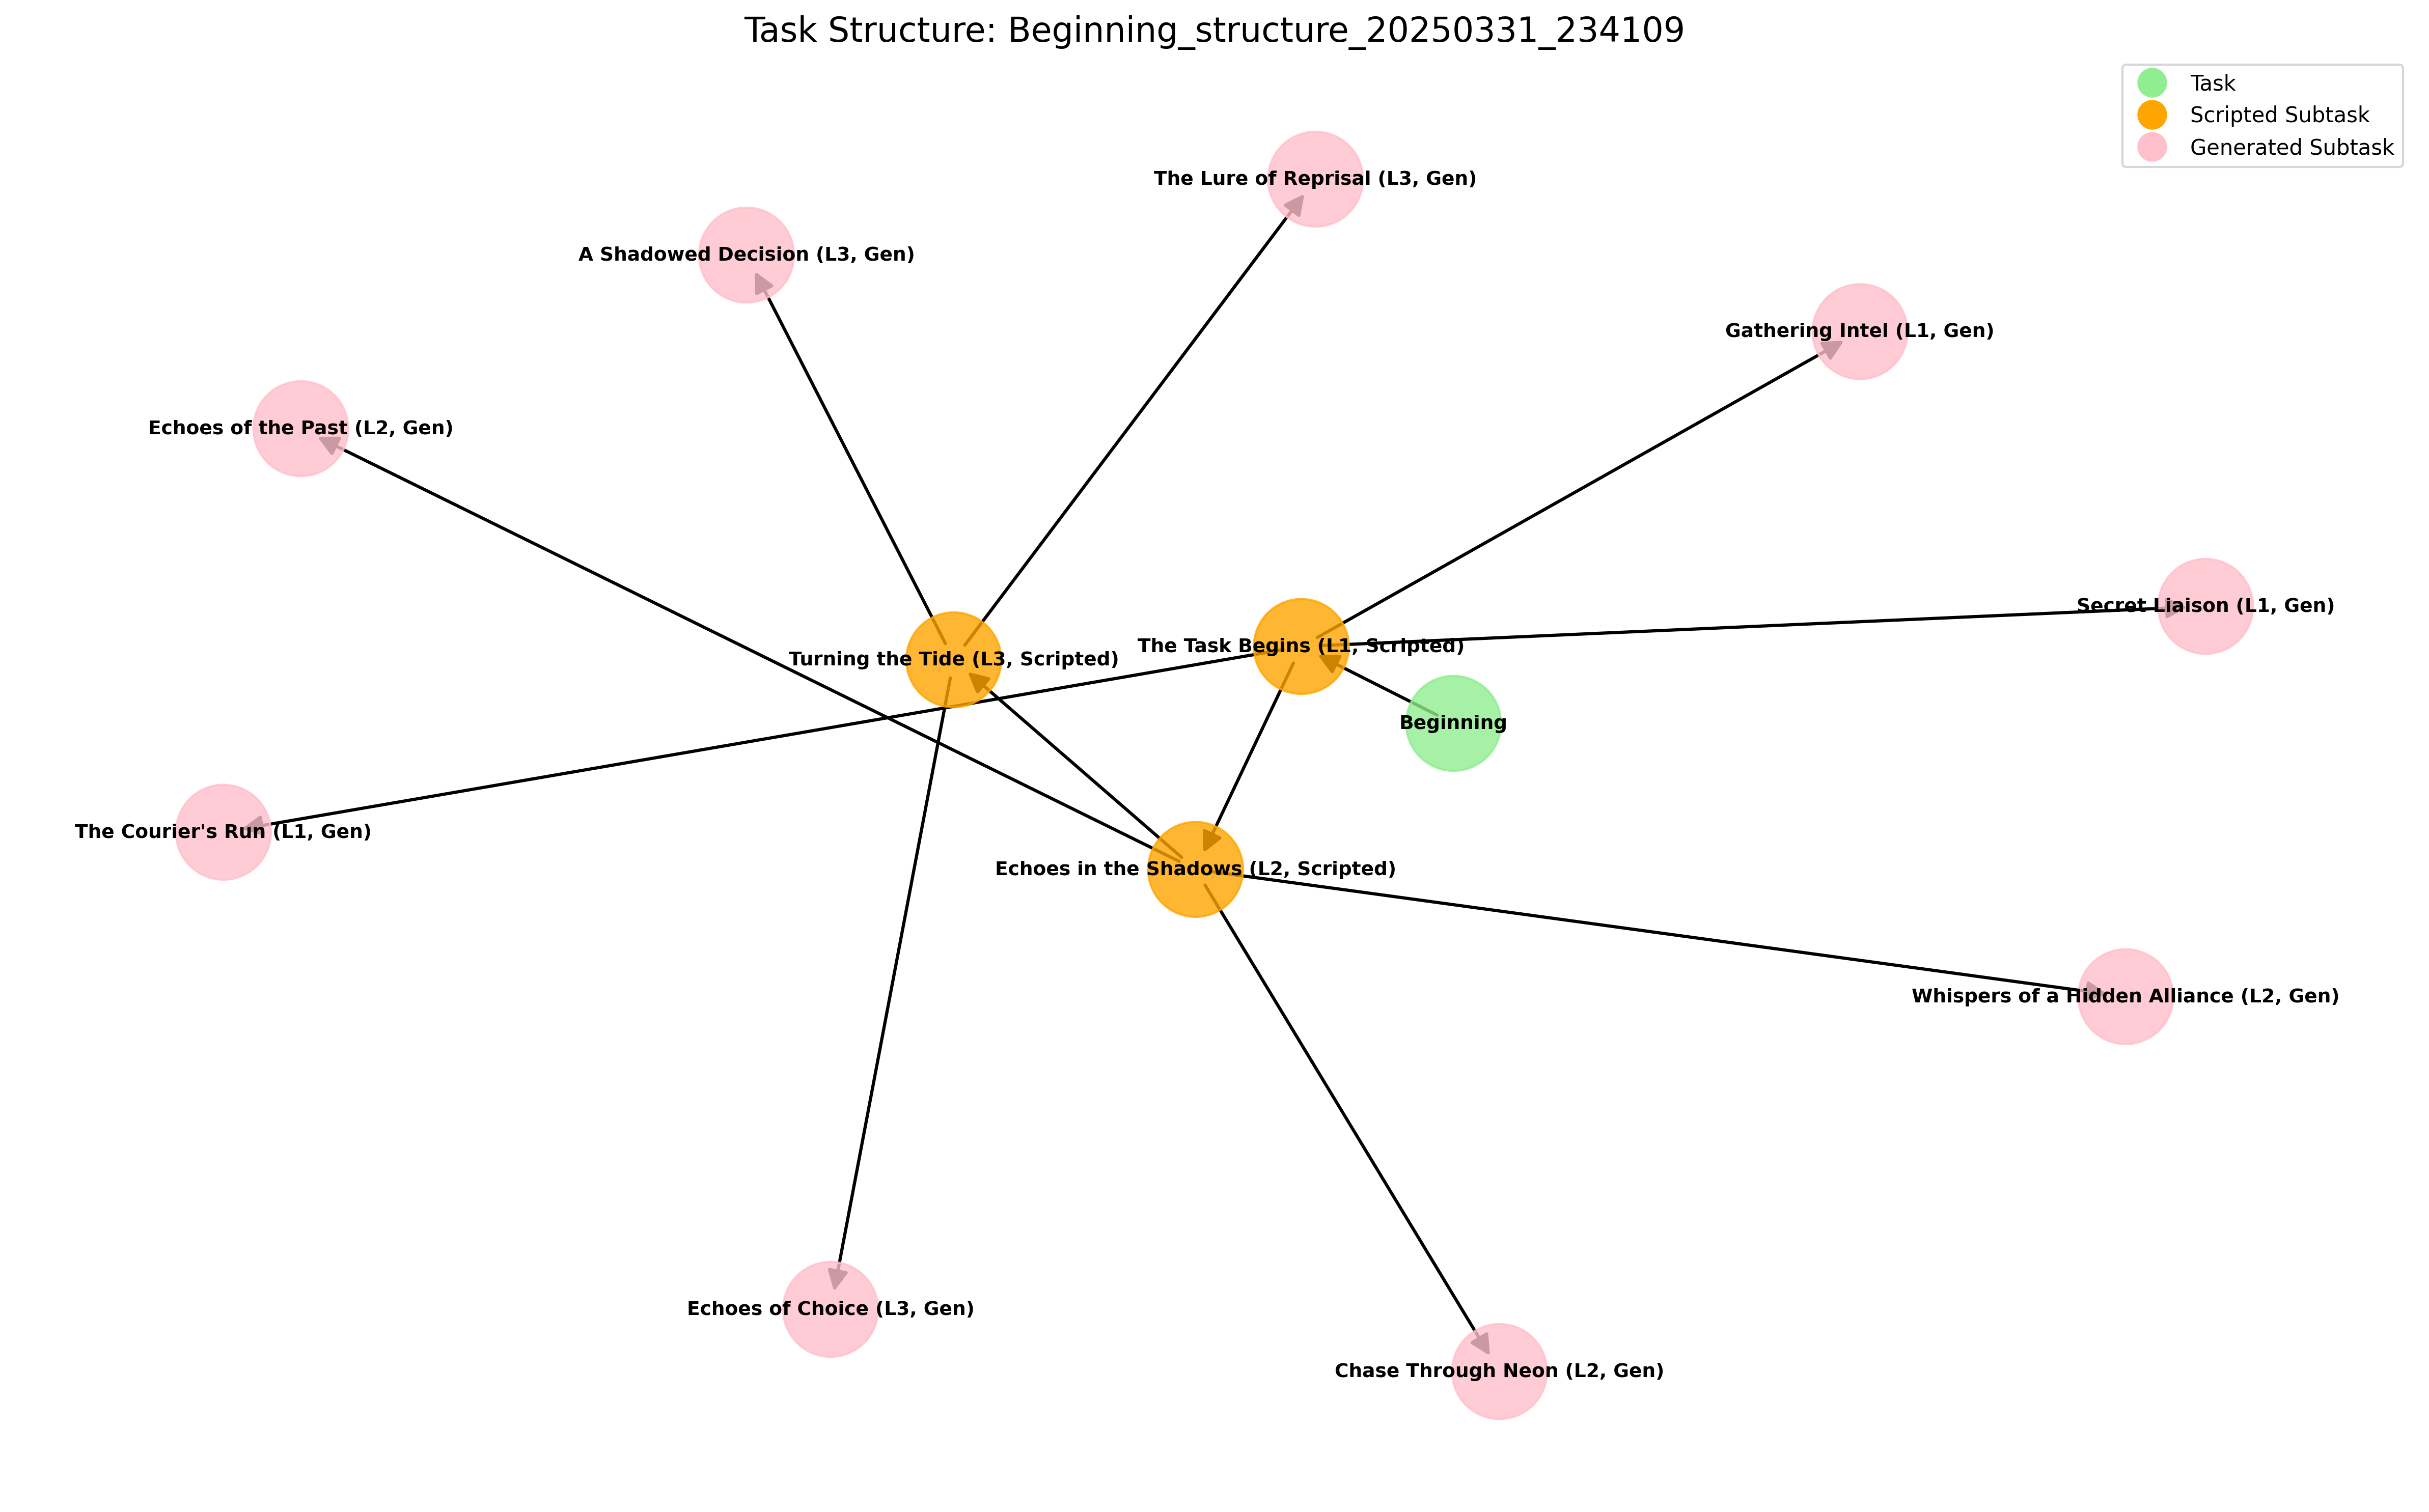 Task Structure: Beginning_structure_20250331_234109
Task
Scripted Subtask
Generated Subtask
The Lure of Reprisal (L3, Gen)
A Shadowed Decision (L3, Gen)
Gathering Intel (L1, Gen)
Echoes of the Past (L2, Gen)
Secret Liaison (L1, Gen)
The Task Begins (L1, Scripted)
Turning the Tide (L3, Scripted)
Beginning
The Courier's Run (L1, Gen)
Echoes in the Shadows (L2, Scripted)
Whispers of a Hidden Alliance (L2, Gen)
Echoes of Choice (L3, Gen)
Chase Through Neon (L2, Gen)